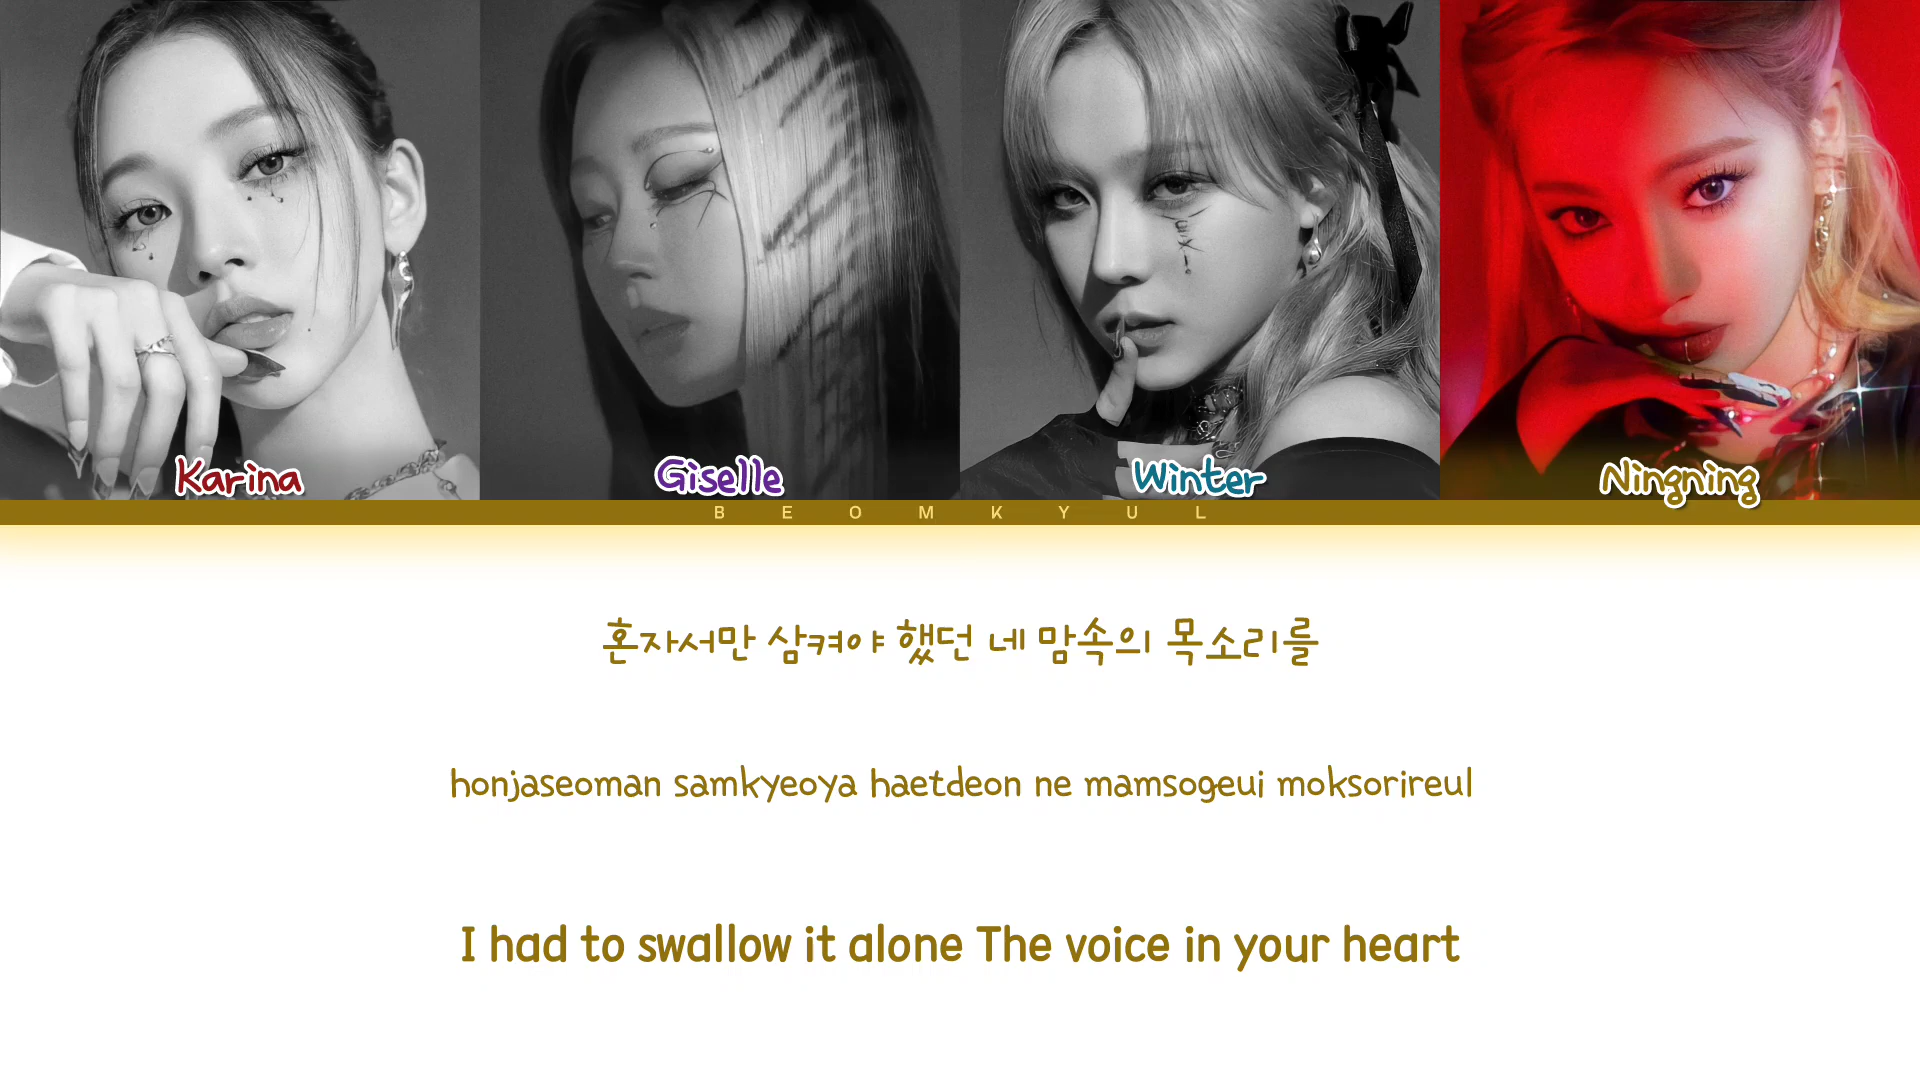 Karina
Giselle
Winter
Ningning
BEOMKYUL
혼자서만 삼켜야 했던 네 맘속의 목소리를
honjaseoman samkyeoya haetdeon ne mamsogeui moksorireul
I had to swallow it alone The voice in your heart